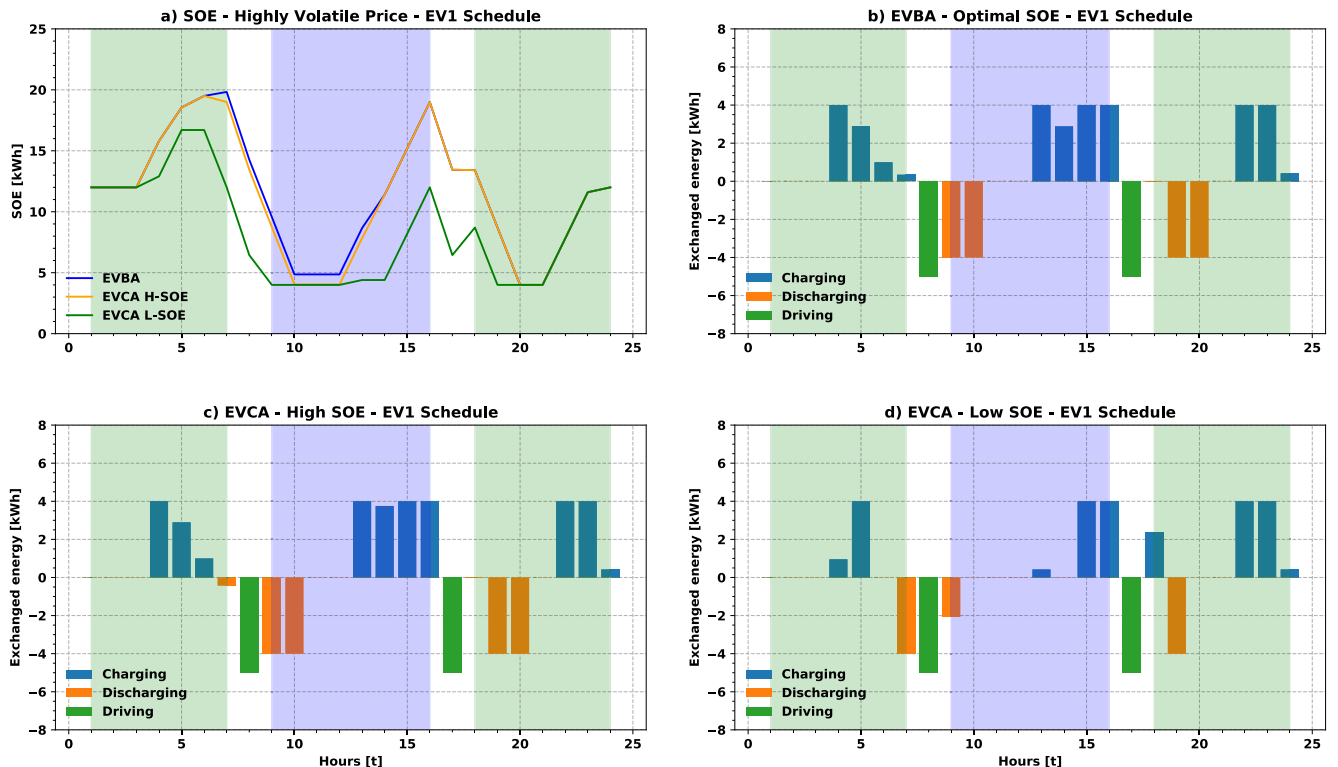 a) SOE - Highly Volatile Price - EV1 Schedule
SOE [kWh]
25
20
15
10
5
0
EVBA
EVCA H-SOE
EVCA L-SOE
0 5 10 15 20 25
b) EVBA - Optimal SOE - EV1 Schedule
Exchanged energy [kWh]
8
6
4
2
0
−2
−4
−6
−8
Charging
Discharging
Driving
0 5 10 15 20 25
c) EVCA - High SOE - EV1 Schedule
Exchanged energy [kWh]
8
6
4
2
0
−2
−4
−6
−8
Charging
Discharging
Driving
0 5 10 15 20 25
Hours [t]
d) EVCA - Low SOE - EV1 Schedule
Exchanged energy [kWh]
8
6
4
2
0
−2
−4
−6
−8
Charging
Discharging
Driving
0 5 10 15 20 25
Hours [t]